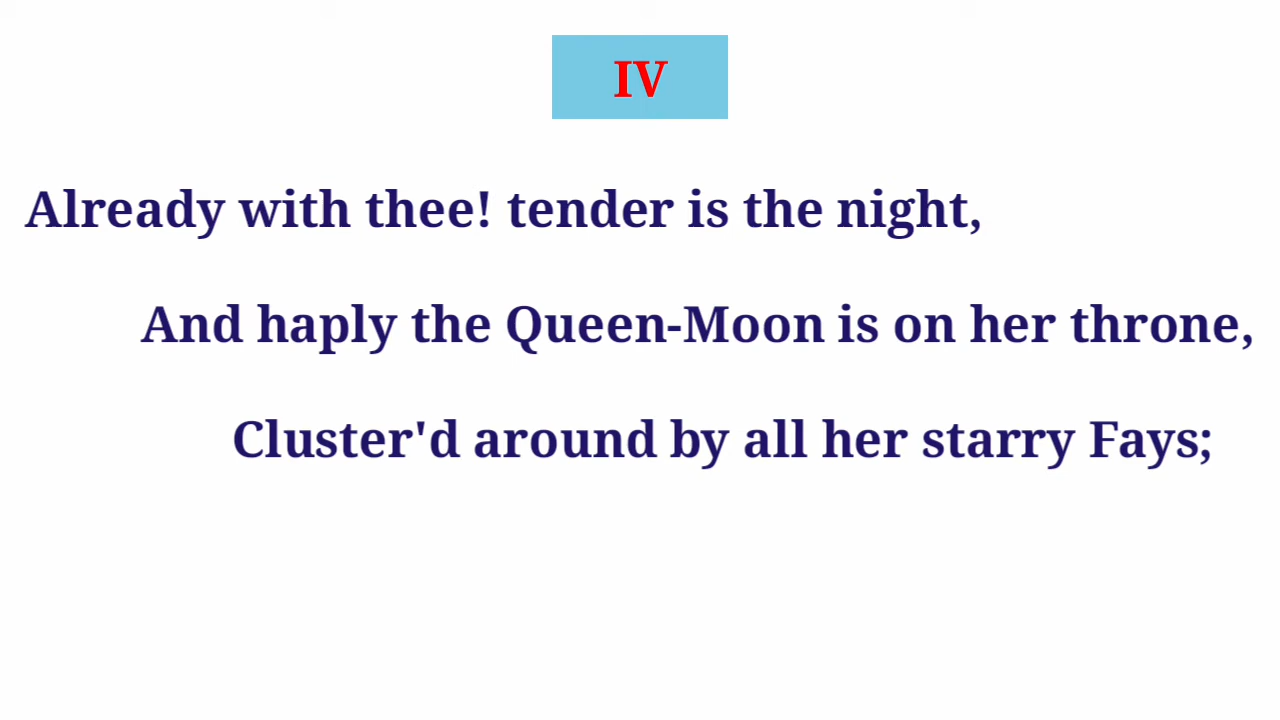 IV
Already with thee! tender is the night,
And haply the Queen-Moon is on her throne,
Cluster'd around by all her starry Fays;